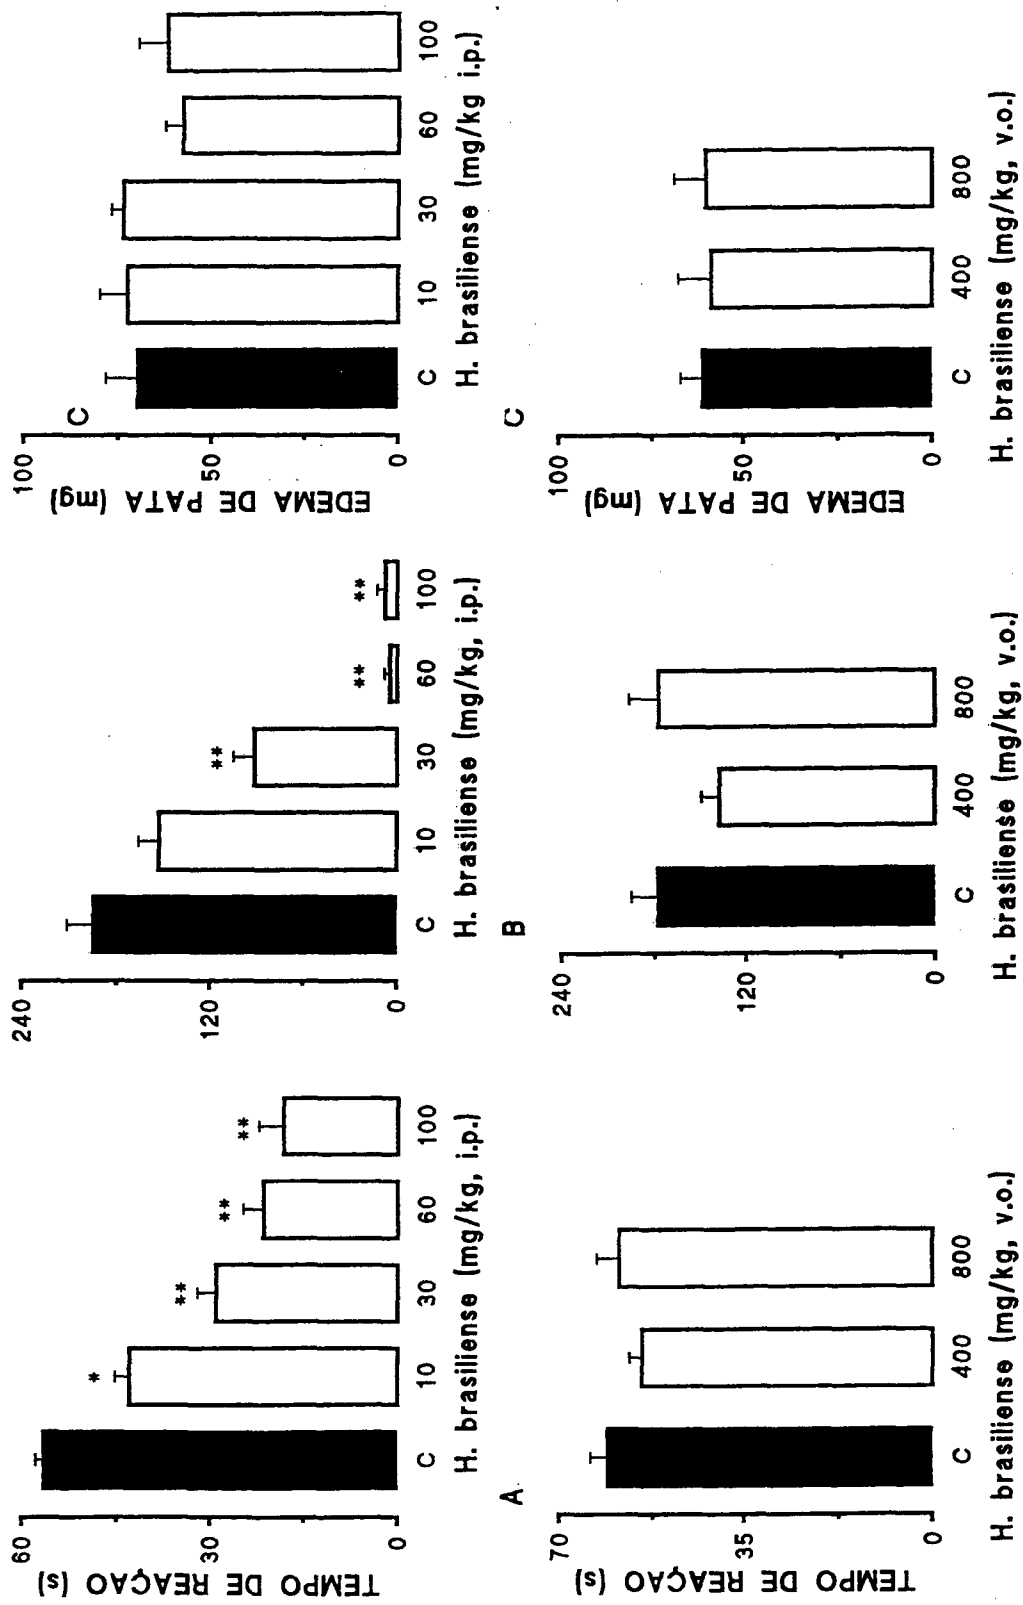 TEMPO DE REAÇAO (s)
60
30
0
*
**
**
**
C 10 30 60 100
H. brasiliense (mg/kg, i.p.)
240
120
0
**
**
**
C 10 30 60 100
H. brasiliense (mg/kg, i.p.)
C
EDEMA DE PATA (mg)
100
50
0
C 10 30 60 100
H. brasiliense (mg/kg i.p.)
A
TEMPO DE REAÇAO (s)
70
35
0
C 400 800
H. brasiliense (mg/kg, v.o.)
B
240
120
0
C 400 800
H. brasiliense (mg/kg, v.o.)
C
EDEMA DE PATA (mg)
100
50
0
C 400 800
H. brasiliense (mg/kg, v.o.)